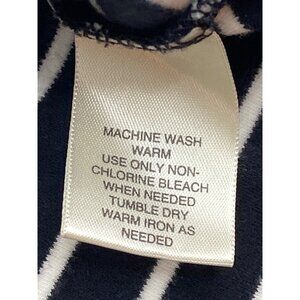 MACHINE WASH
WARM
USE ONLY NON-
CHLORINE BLEACH
WHEN NEEDED
TUMBLE DRY
WARM IRON AS
NEEDED